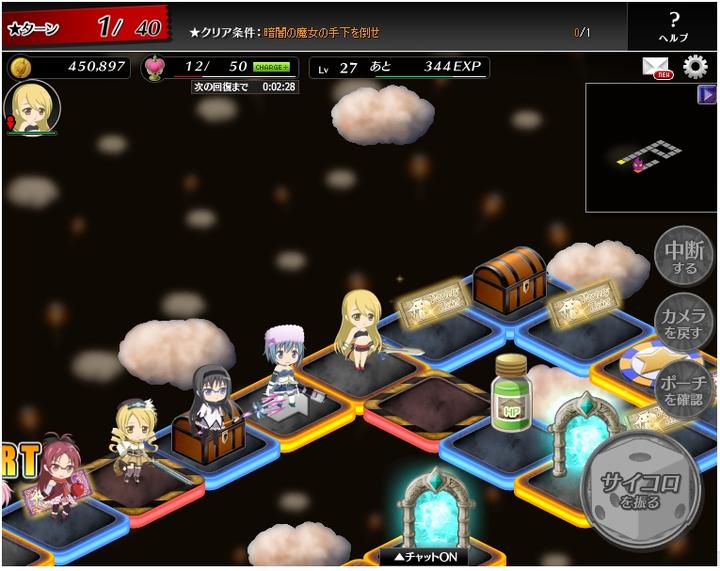 ★ターン 1/ 40
★クリア条件：暗闇の魔女の手下を倒せ
0/1
?
ヘルプ
450,897
12/ 50
CHARGE+
Lv 27 あと 344EXP
NEW
次の回復まで 0:02:28
中断
する
カメラ
を戻す
ポーチ
を確認
HP
RT
サイコロ
を振る
▲チャットON